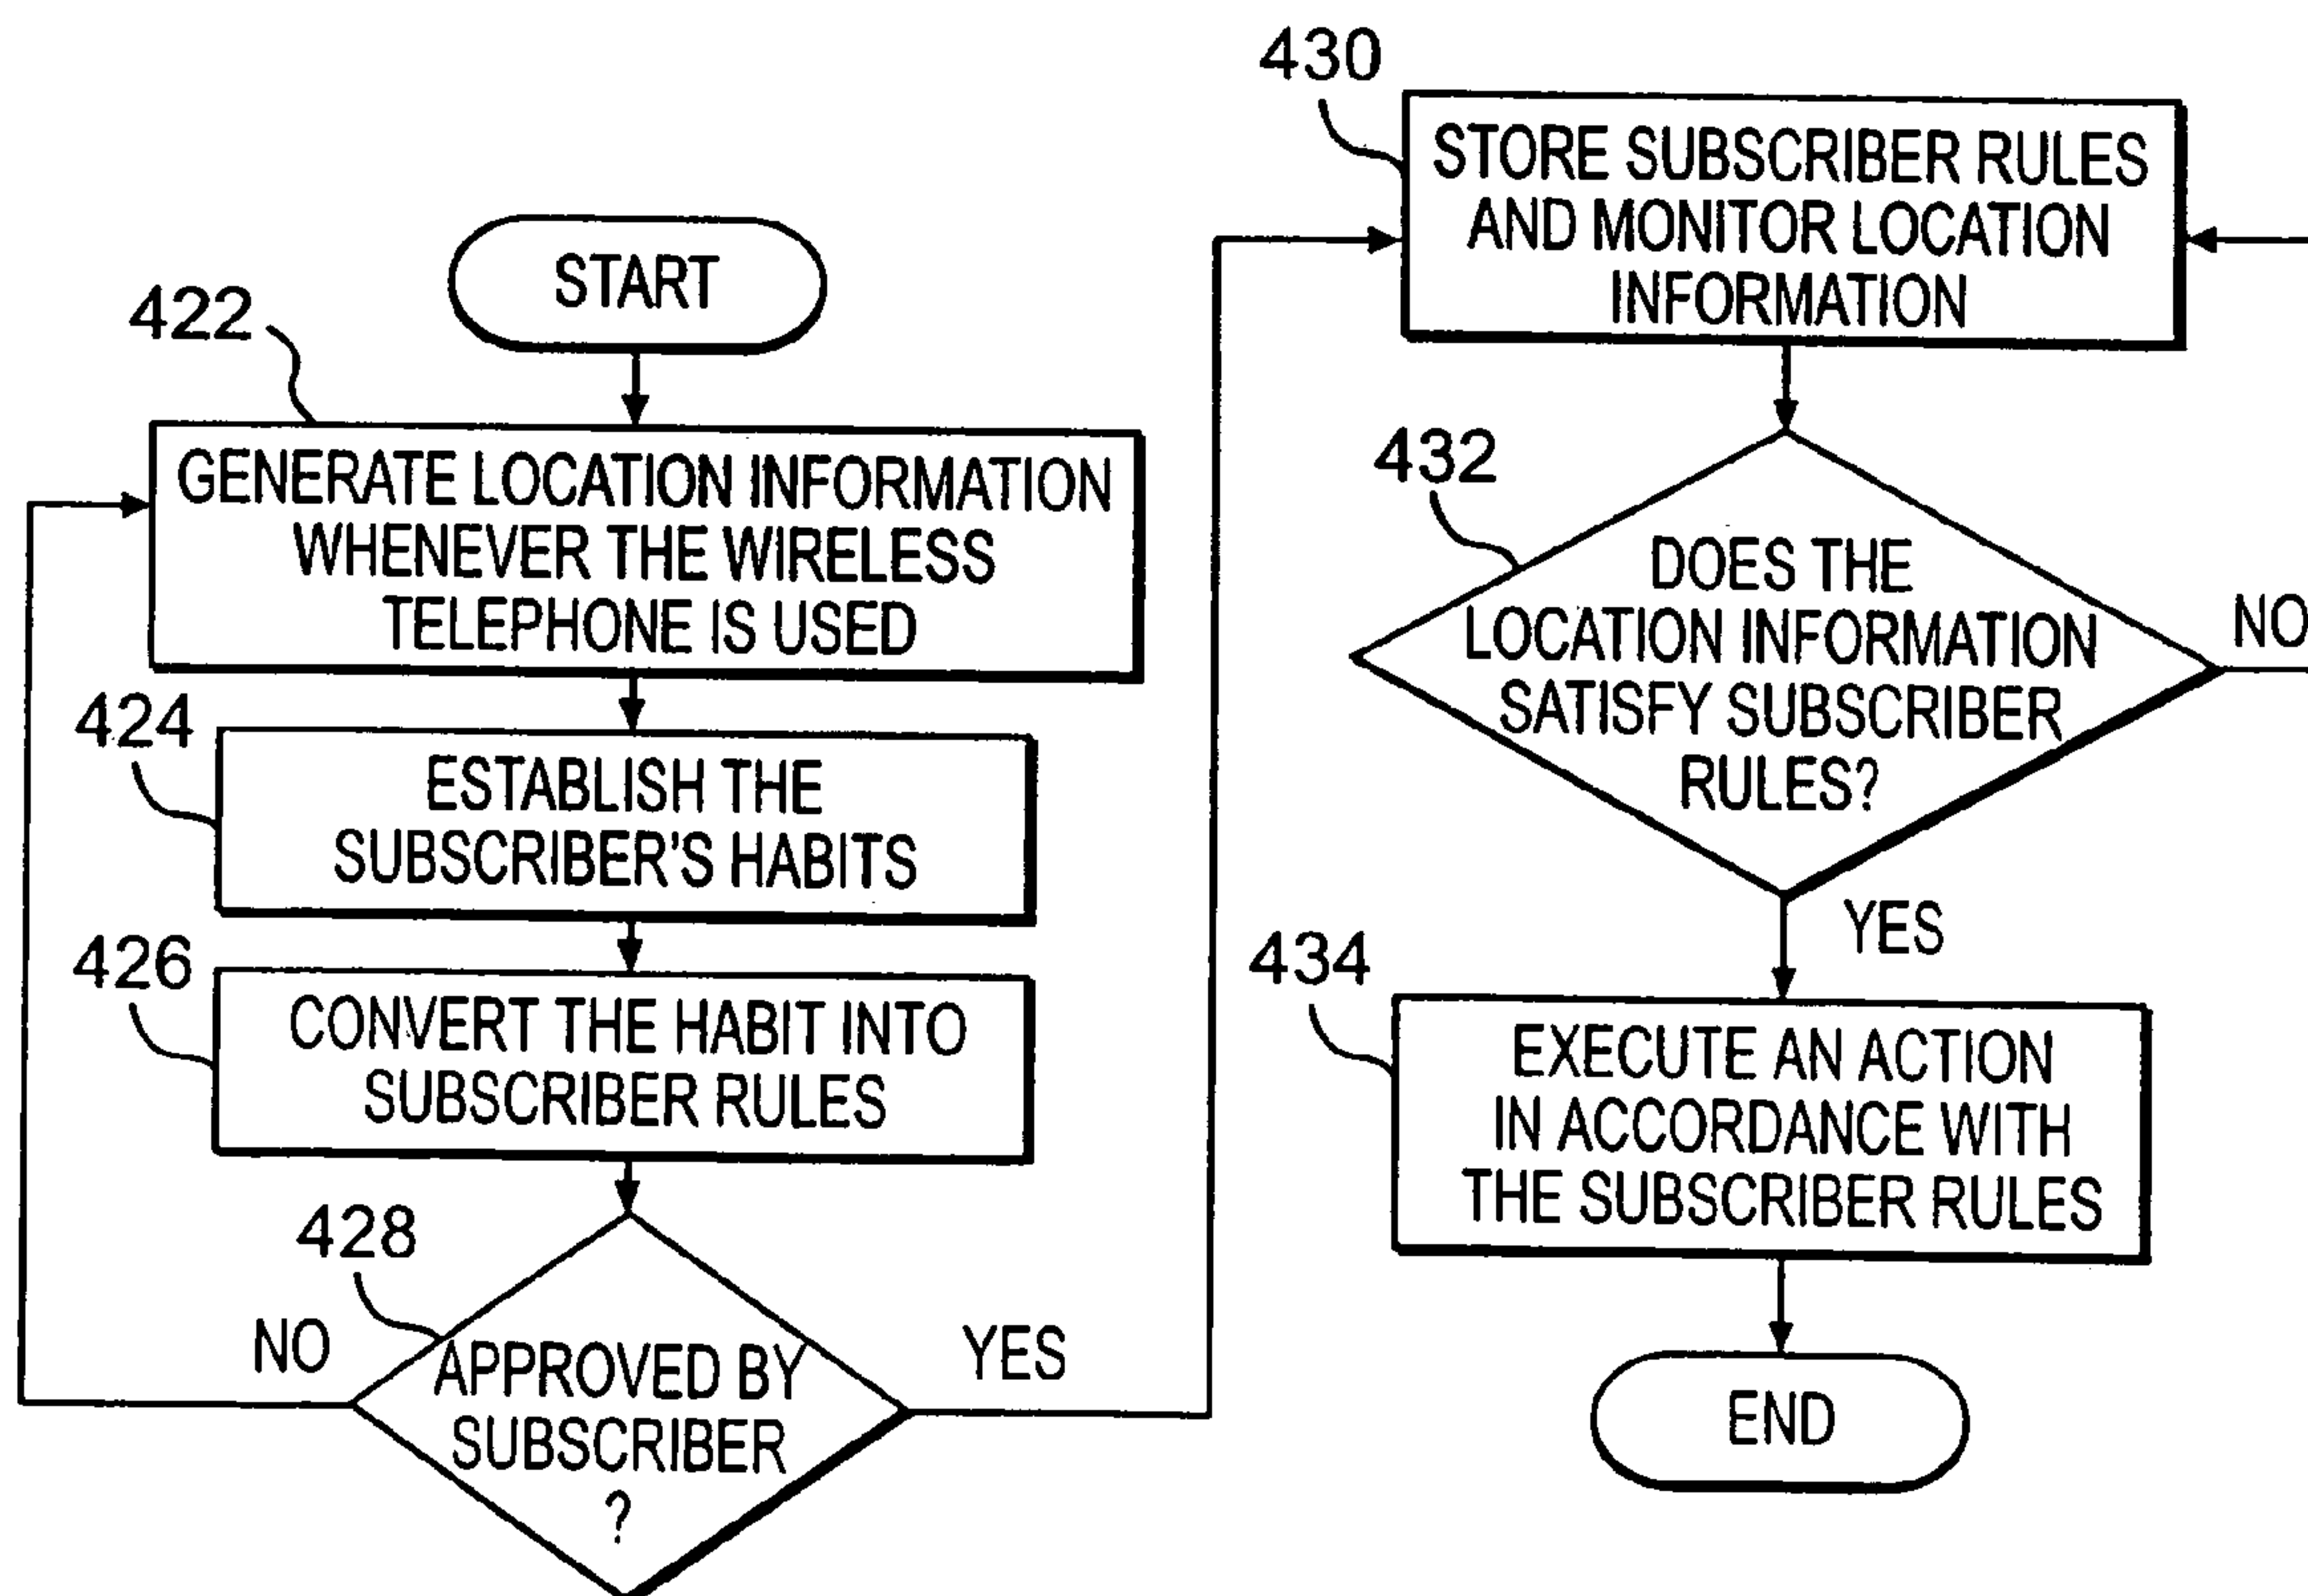 START
422
GENERATE LOCATION INFORMATION
WHENEVER THE WIRELESS
TELEPHONE IS USED
424
ESTABLISH THE
SUBSCRIBER'S HABITS
426
CONVERT THE HABIT INTO
SUBSCRIBER RULES
428
NO
APPROVED BY
SUBSCRIBER
?
YES
430
STORE SUBSCRIBER RULES
AND MONITOR LOCATION
INFORMATION
432
DOES THE
LOCATION INFORMATION
SATISFY SUBSCRIBER
RULES?
NO
YES
434
EXECUTE AN ACTION
IN ACCORDANCE WITH
THE SUBSCRIBER RULES
END